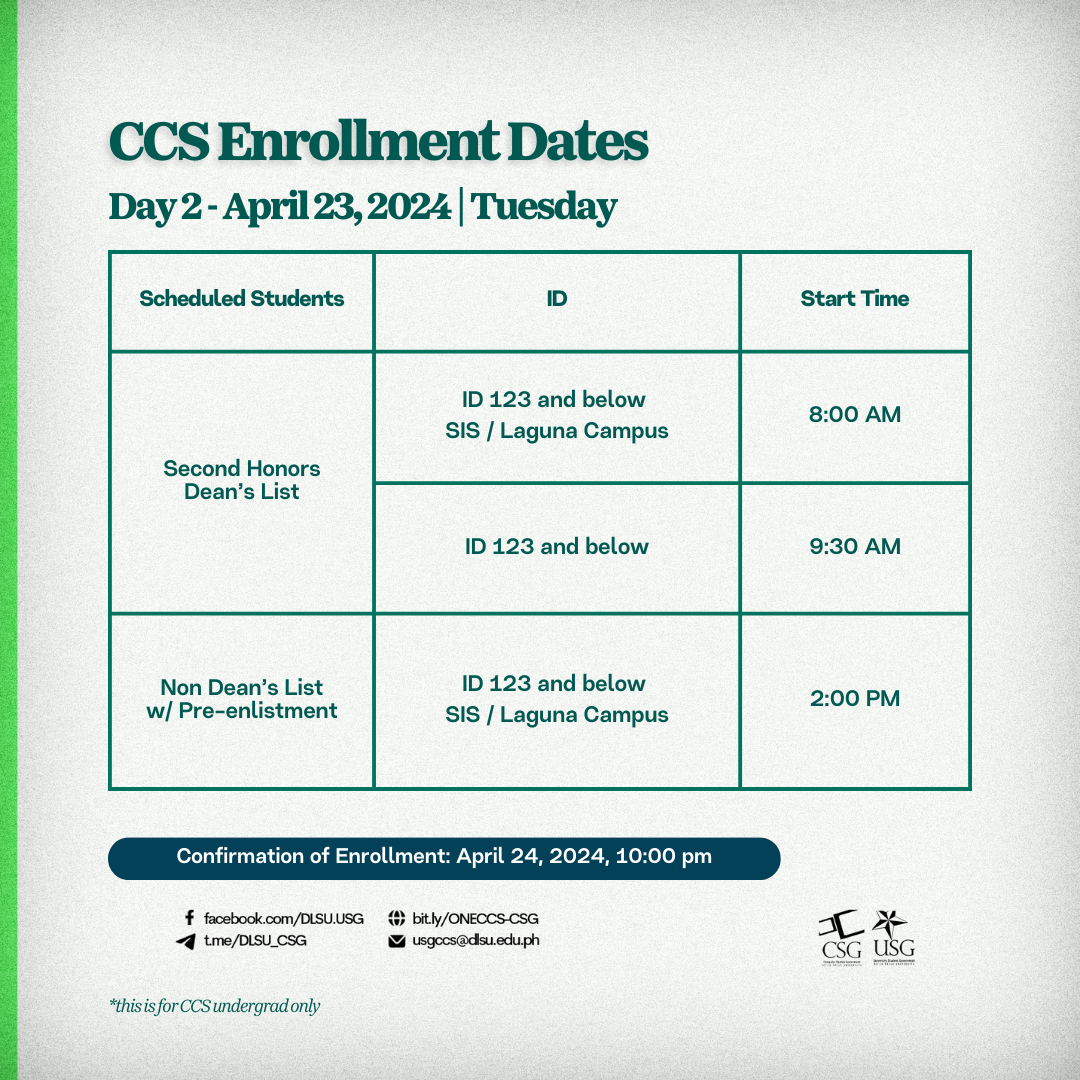 CCS Enrollment Dates
Day 2 - April 23, 2024 | Tuesday
Scheduled Students
ID
Start Time
Second Honors
Dean's List
ID 123 and below
SIS / Laguna Campus
8:00 AM
ID 123 and below
9:30 AM
Non Dean's List
w/ Pre-enlistment
ID 123 and below
SIS / Laguna Campus
2:00 PM
Confirmation of Enrollment: April 24, 2024, 10:00 pm
facebook.com/DLSU.USG
bit.ly/ONECCS-CSG
t.me/DLSU_CSG
usgccs@dlsu.edu.ph
CSG
USG
*this is for CCS undergrad only